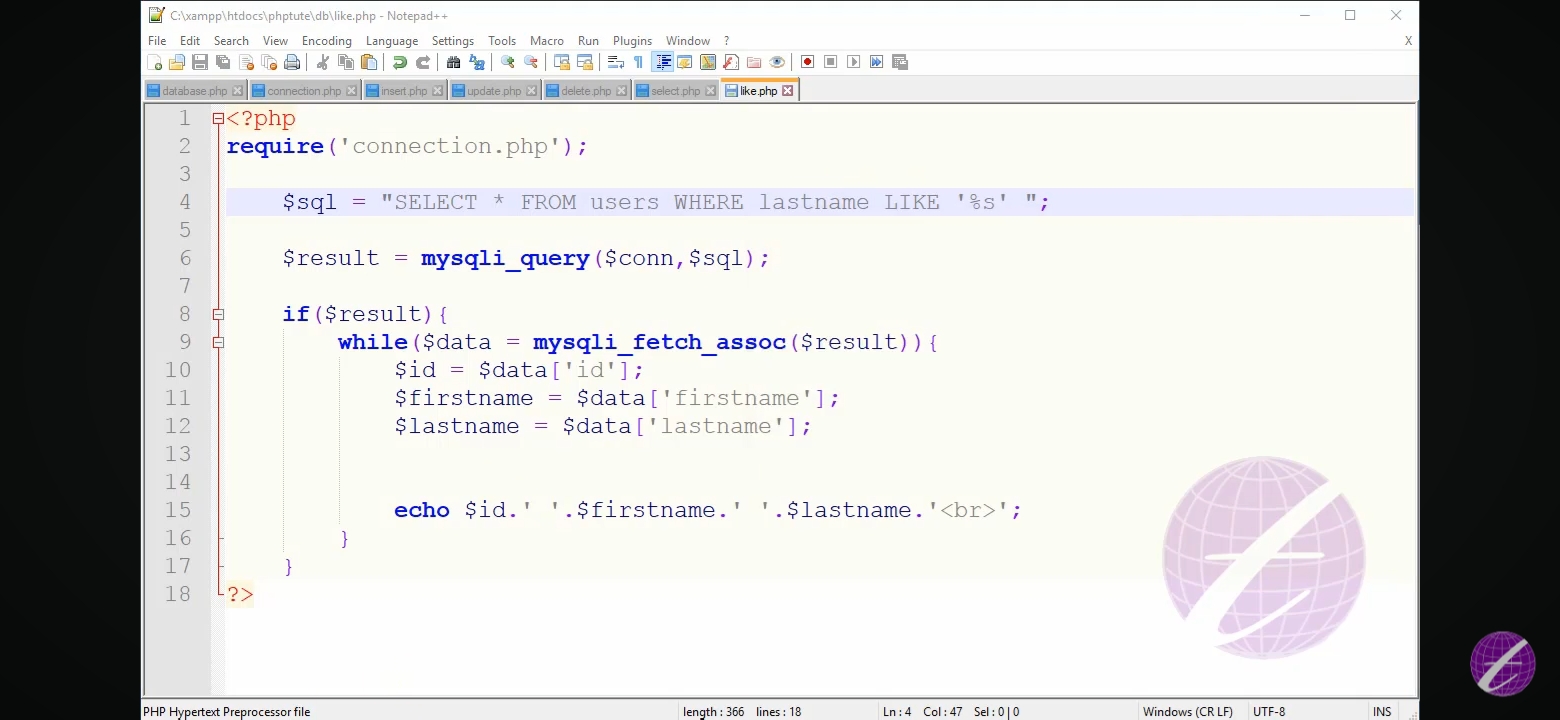 C:\xampp\htdocs\phptute\db\like.php - Notepad++
File Edit Search View Encoding Language Settings Tools Macro Run Plugins Window ? X
database.php connection.php insert.php update.php delete.php select.php like.php
1 <?php
2 require('connection.php');
3
4 $sql = "SELECT * FROM users WHERE lastname LIKE '%s' ";
5
6 $result = mysqli_query($conn,$sql);
7
8 if($result){
9 while($data = mysqli_fetch_assoc($result)){
10 $id = $data['id'];
11 $firstname = $data['firstname'];
12 $lastname = $data['lastname'];
13
14
15 echo $id.' '.$firstname.' '.$lastname.'<br>';
16 }
17 }
18 ?>
PHP Hypertext Preprocessor file length : 366 lines : 18 Ln : 4 Col : 47 Sel : 0 | 0 Windows (CR LF) UTF-8 INS